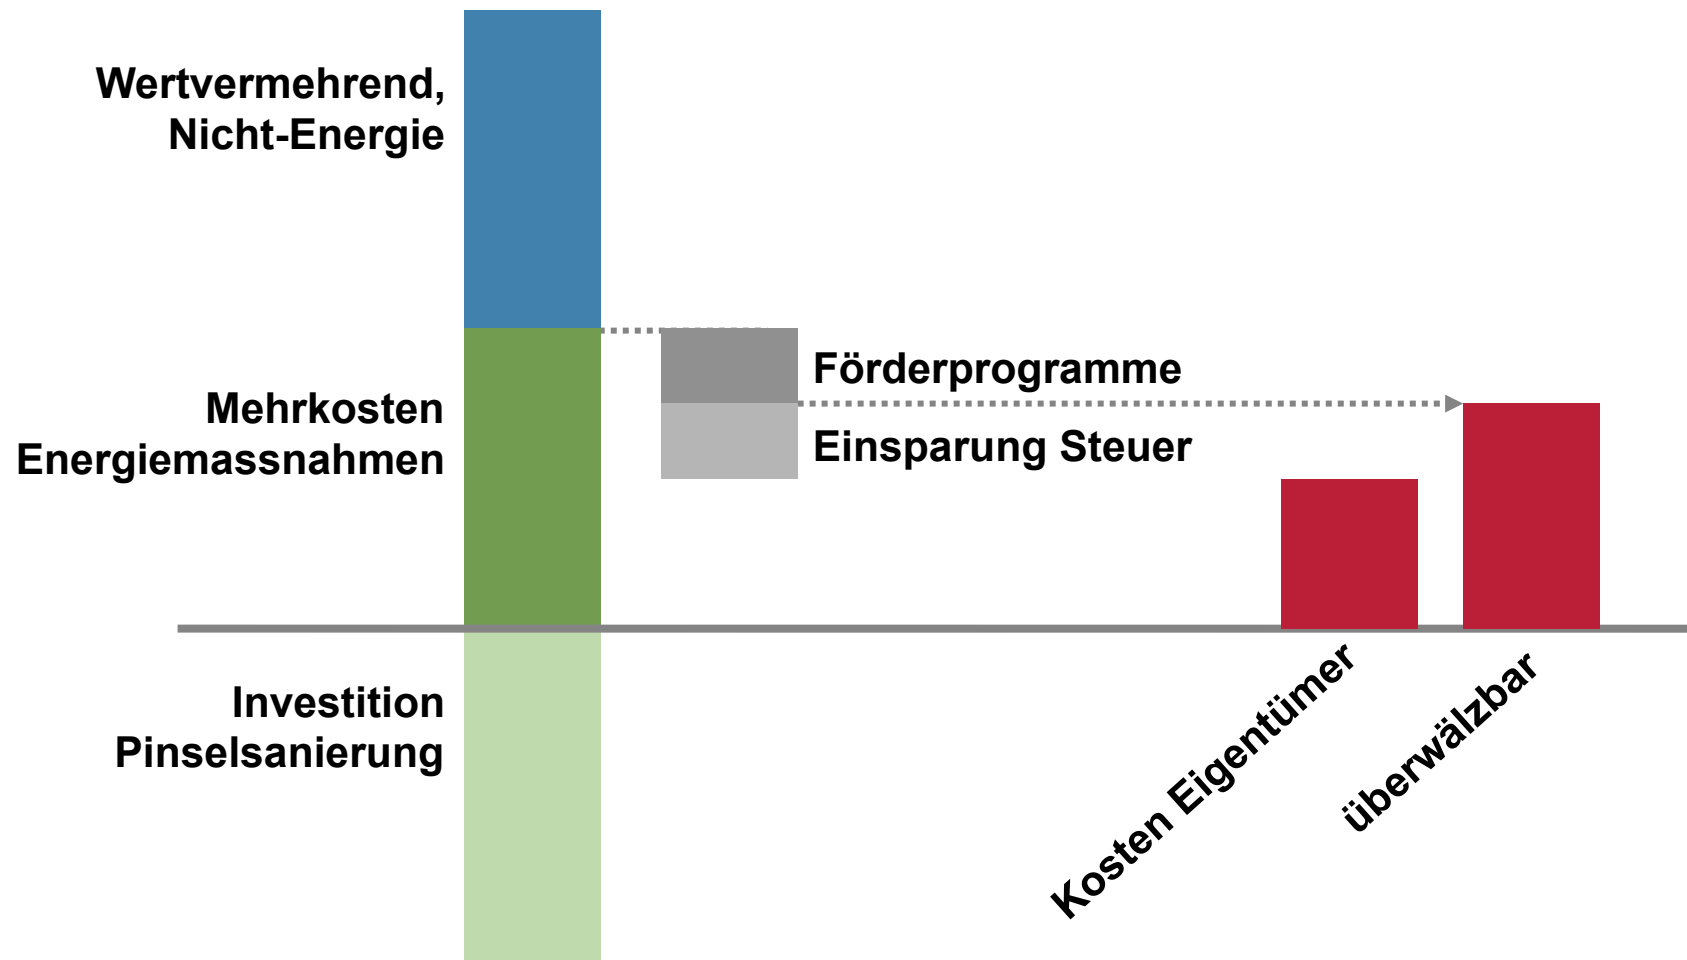 Wertvermehrend,
Nicht-Energie
Förderprogramme
Mehrkosten
Energiemassnahmen
Einsparung Steuer
Investition
Pinselsanierung
Kosten Eigentümer
überwälzbar